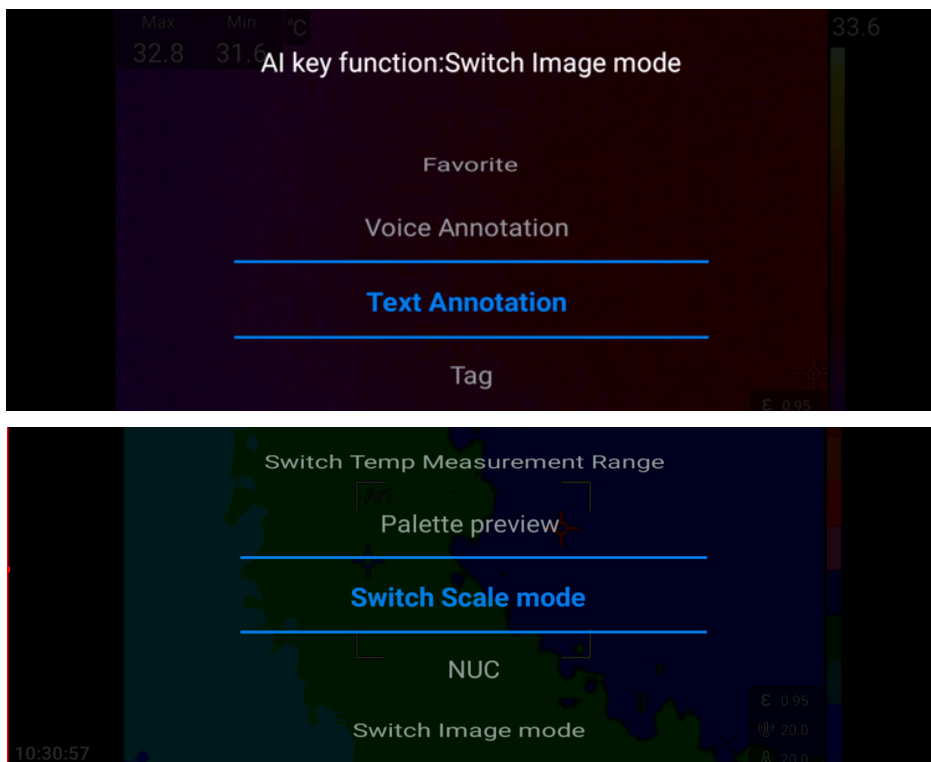 Max Min °C 33.6
32.8 31.6
AI key function:Switch Image mode
Favorite
Voice Annotation
Text Annotation
Tag
ε 0.95
Switch Temp Measurement Range
Palette preview
Switch Scale mode
NUC
ε 0.95
Switch Image mode
20.0
10:30:57
20.0